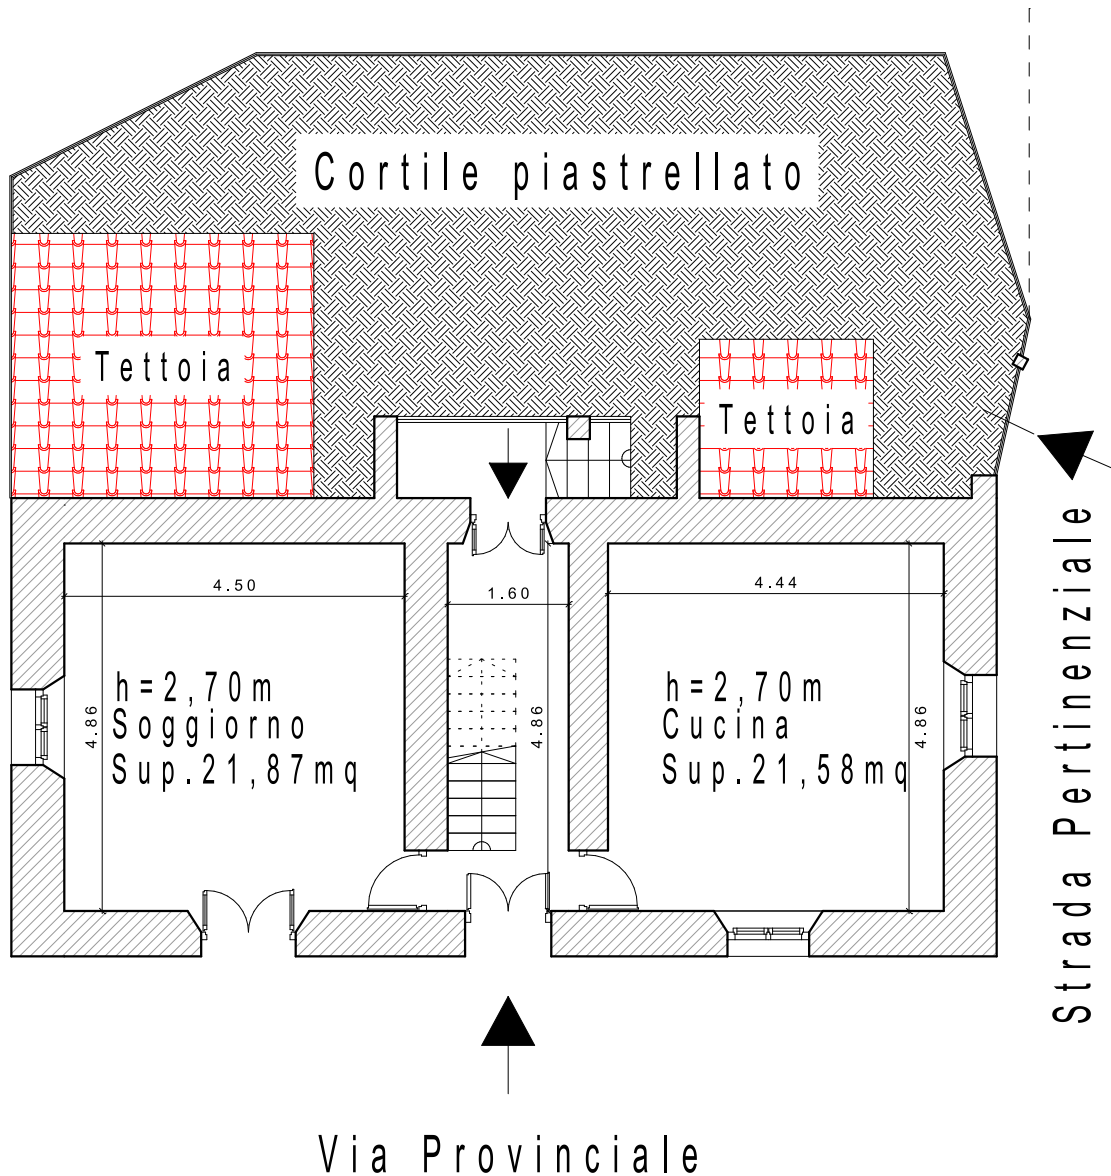 Cortile piastrellato
Tettoia
Tettoia
4.50
1.60
4.44
h=2,70m
Soggiorno
Sup.21,87mq
4.86
4.86
h=2,70m
Cucina
Sup.21,58mq
4.86
Strada Pertinenziale
Via Provinciale